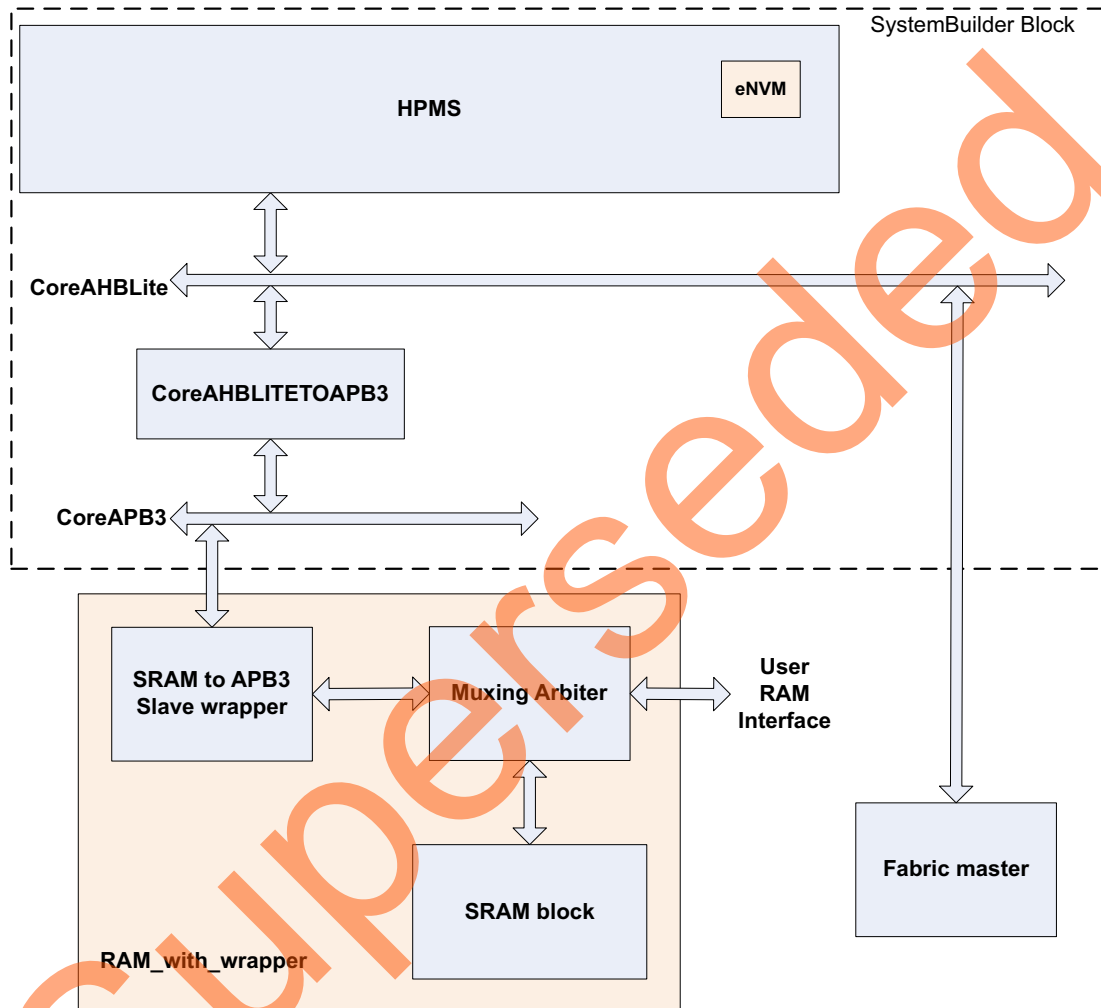 SystemBuilder Block
eNVM
HPMS
CoreAHBLite
CoreAHBLITETOAPB3
CoreAPB3
SRAM to APB3
Slave wrapper
Muxing Arbiter
User
RAM
Interface
SRAM block
Fabric master
RAM_with_wrapper
Superseded